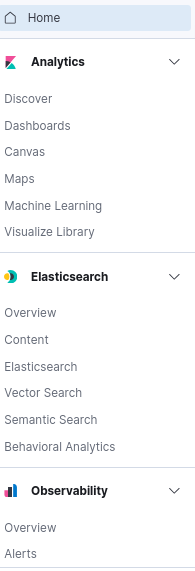 Home
Analytics
Discover
Dashboards
Canvas
Maps
Machine Learning
Visualize Library
Elasticsearch
Overview
Content
Elasticsearch
Vector Search
Semantic Search
Behavioral Analytics
Observability
Overview
Alerts